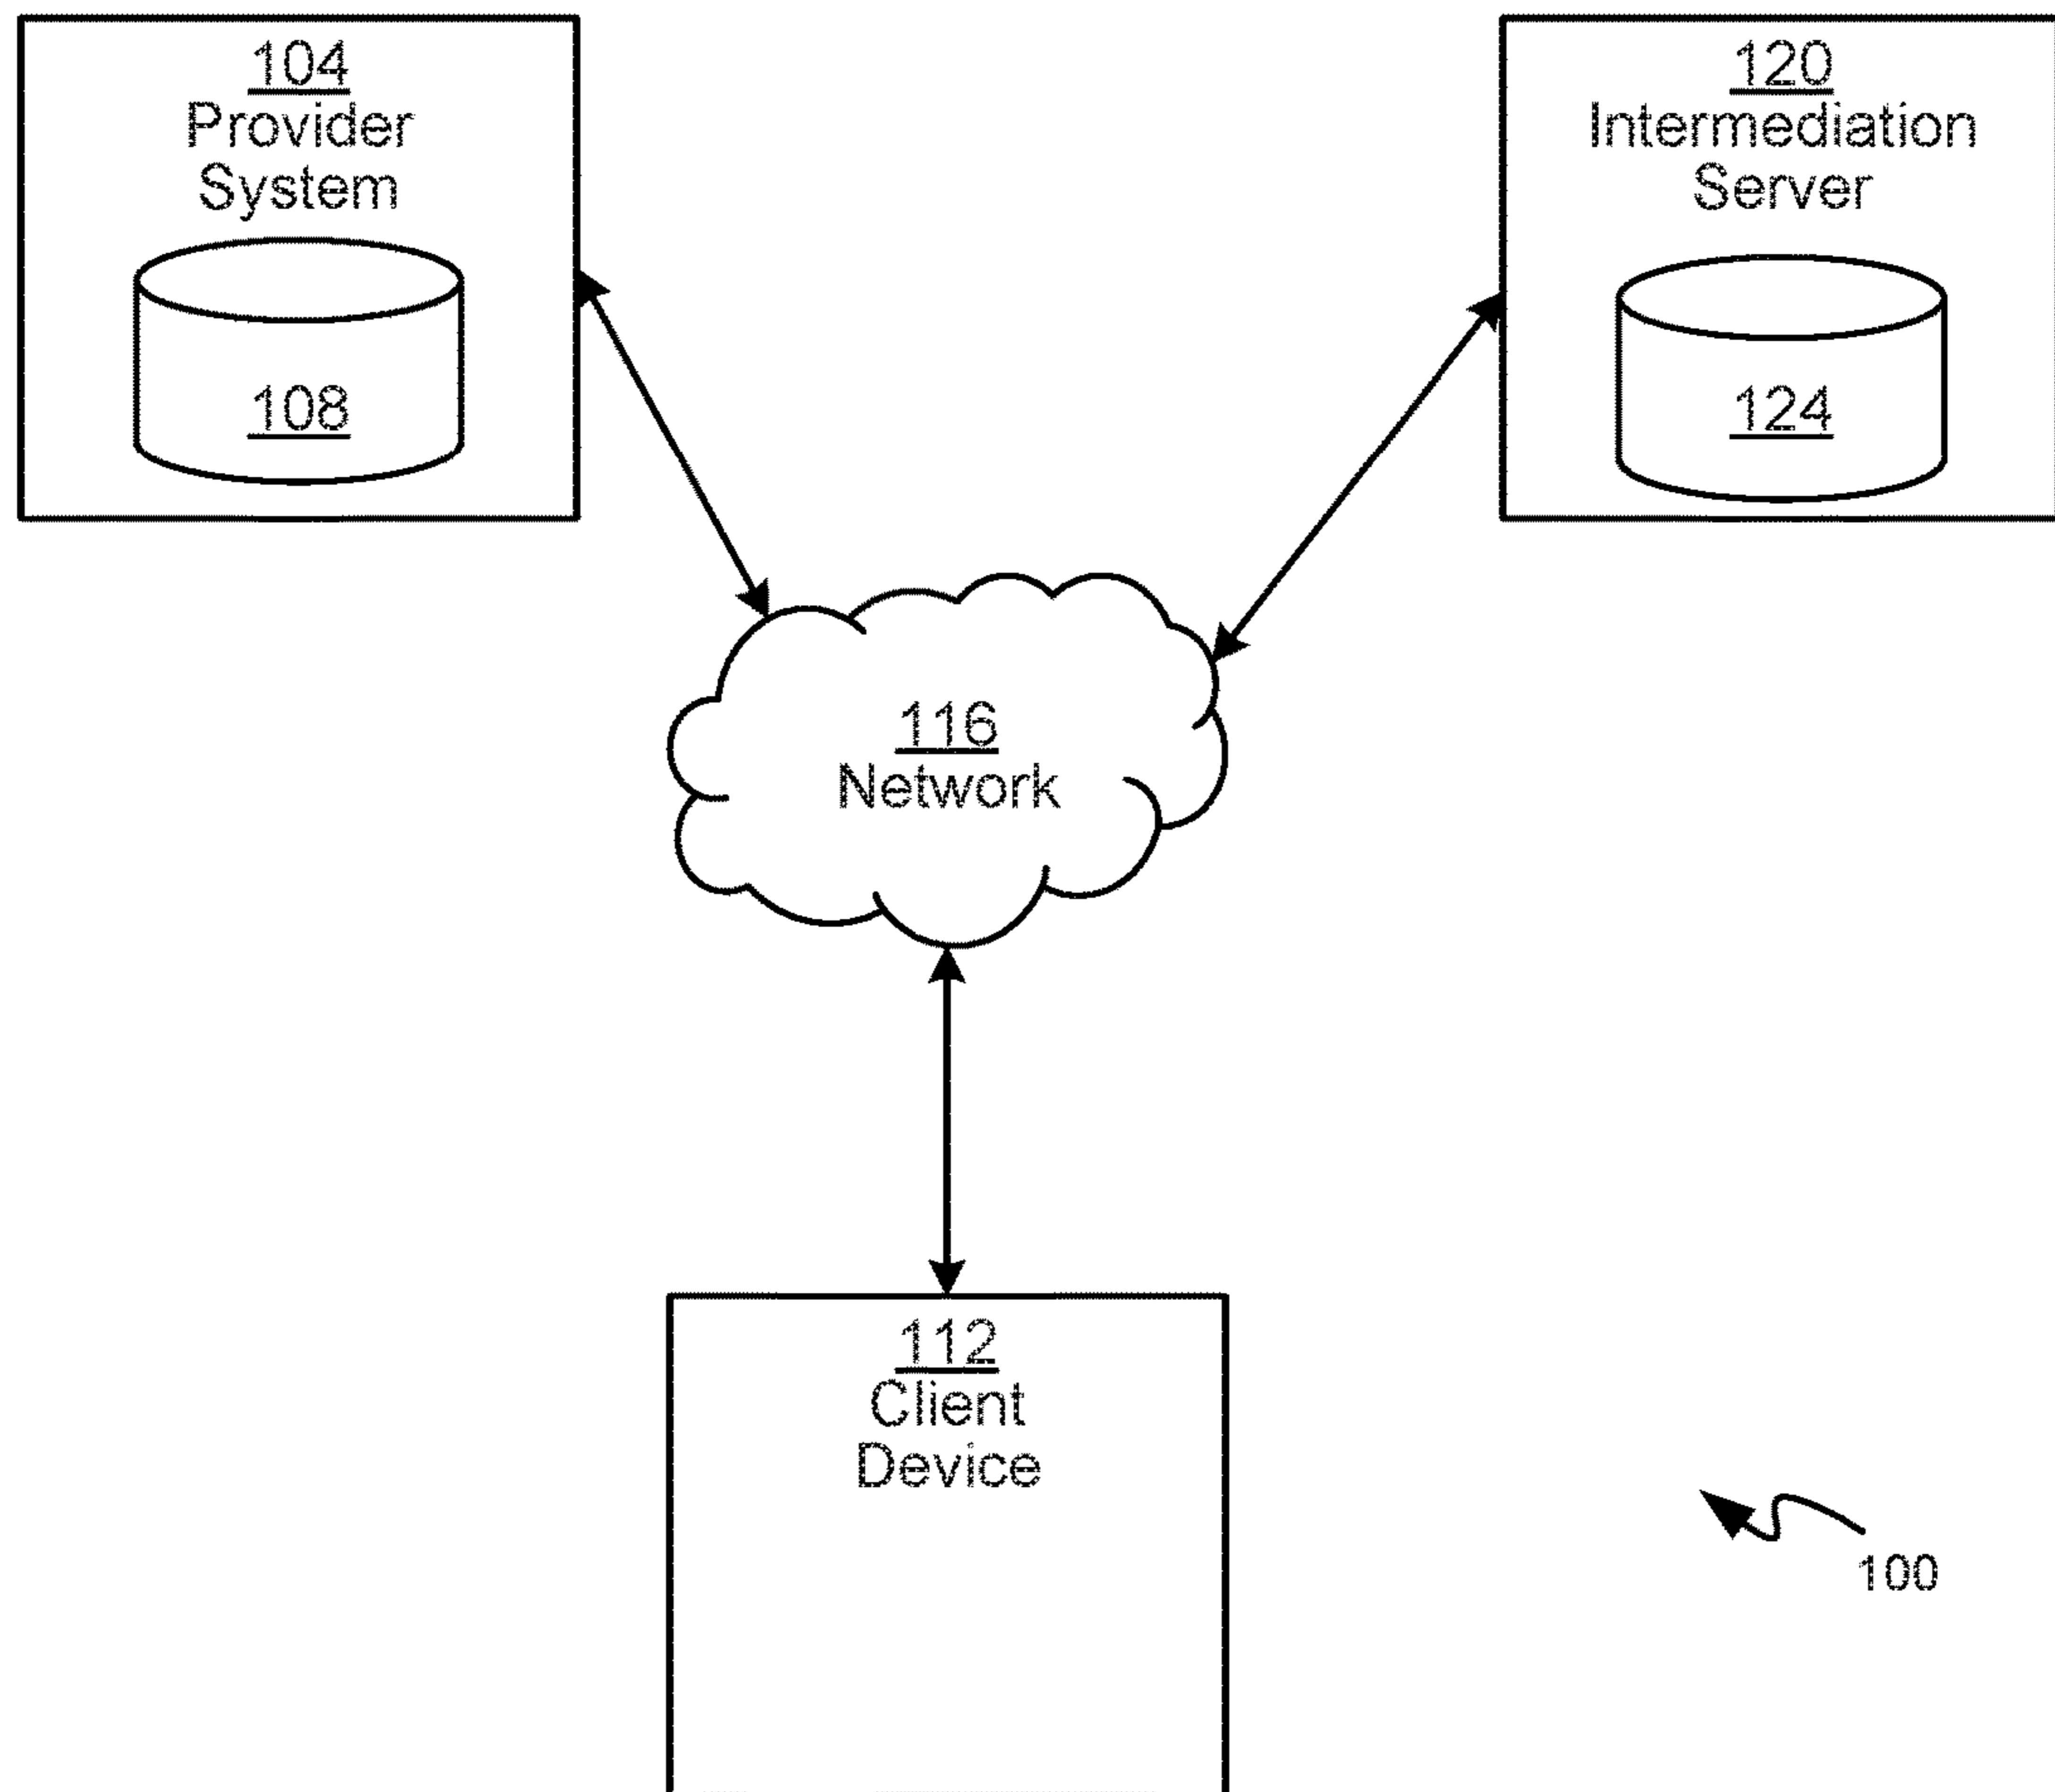 104
Provider
System
108
120
Intermediation
Server
124
116
Network
112
Client
Device
100